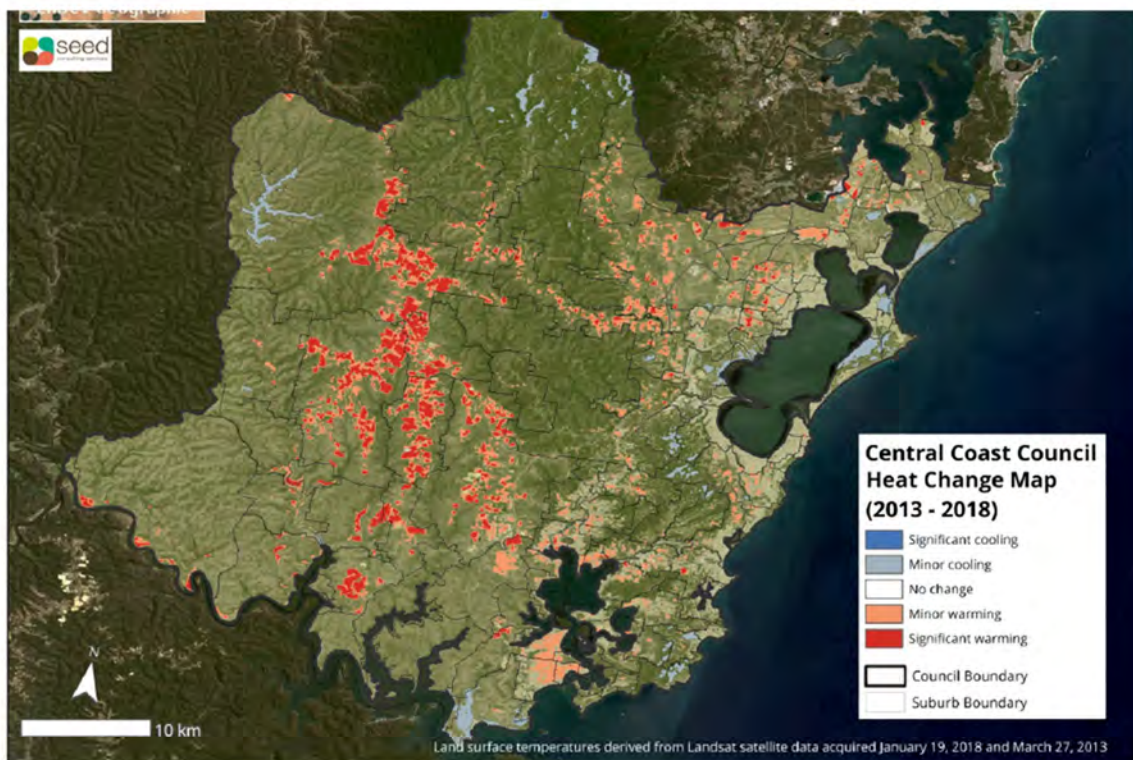 seed
consulting services
Central Coast Council
Heat Change Map
(2013 - 2018)
Significant cooling
Minor cooling
No change
Minor warming
Significant warming
Council Boundary
Suburb Boundary
N
10 km
Land surface temperatures derived from Landsat satellite data acquired January 19, 2018 and March 27, 2013